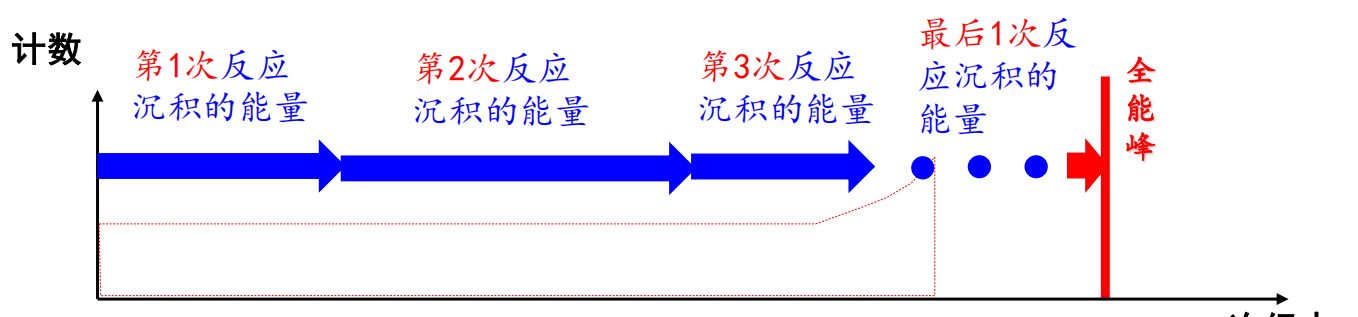 计数
第1次反应
沉积的能量
第2次反应
沉积的能量
第3次反应
沉积的能量
最后1次反
应沉积的
能量
全
能
峰